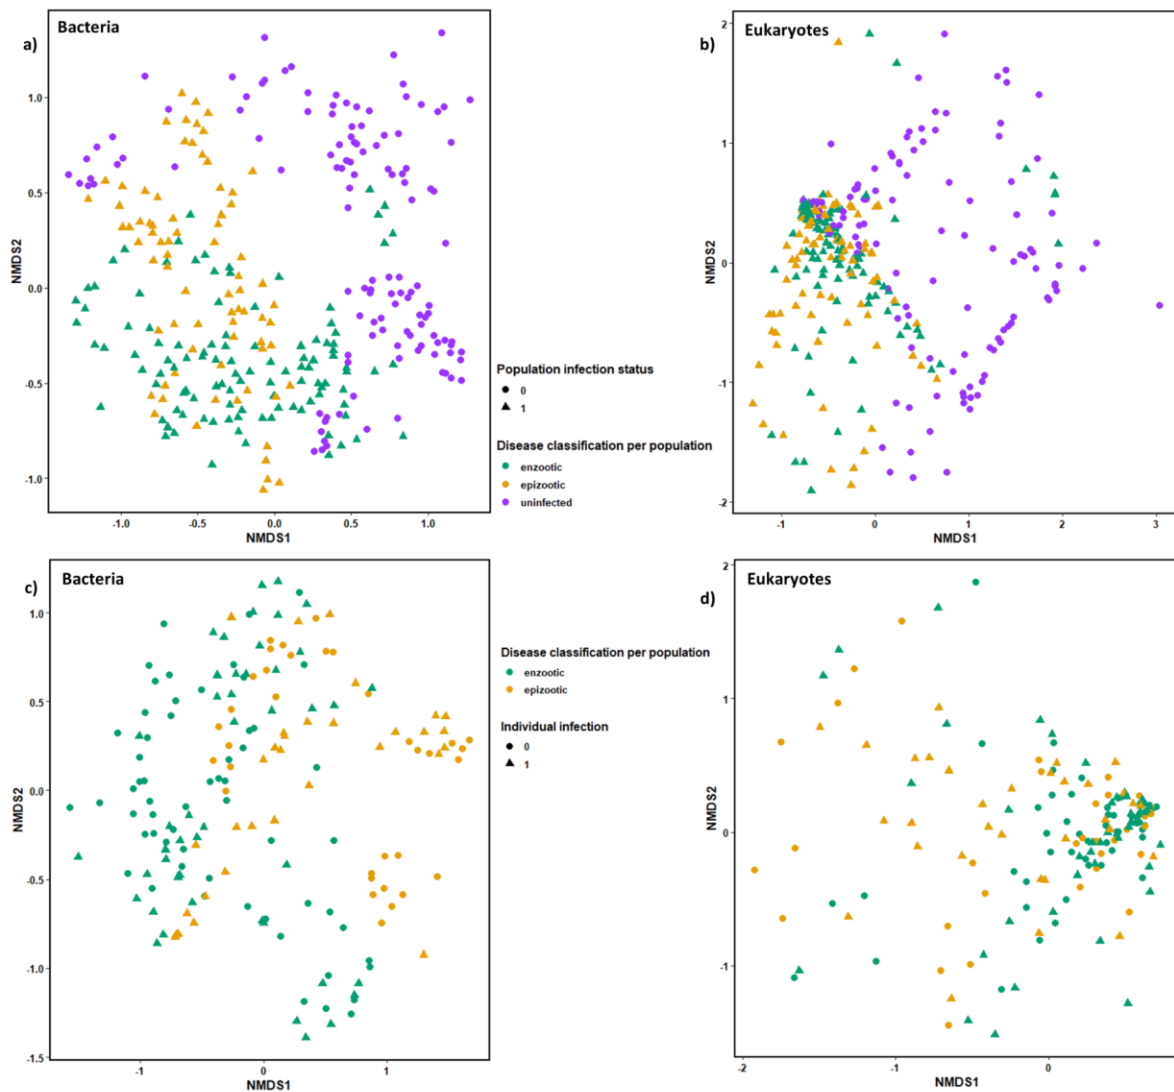 a)
Bacteria
1.0
0.5
0.0
-0.5
-1.0
NMDS2
-1.0
-0.5
0.0
0.5
1.0
NMDS1
Population infection status
0
1
Disease classification per population
enzootic
epizootic
uninfected
b)
Eukaryotes
2
1
0
-1
-2
NMDS2
-1
0
1
2
3
NMDS1
c)
Bacteria
1.0
0.5
0.0
-0.5
-1.0
-1.5
NMDS2
-1
0
1
NMDS1
Disease classification per population
enzootic
epizootic
Individual infection
0
1
d)
Eukaryotes
2
1
0
-1
NMDS2
-2
-1
0
NMDS1